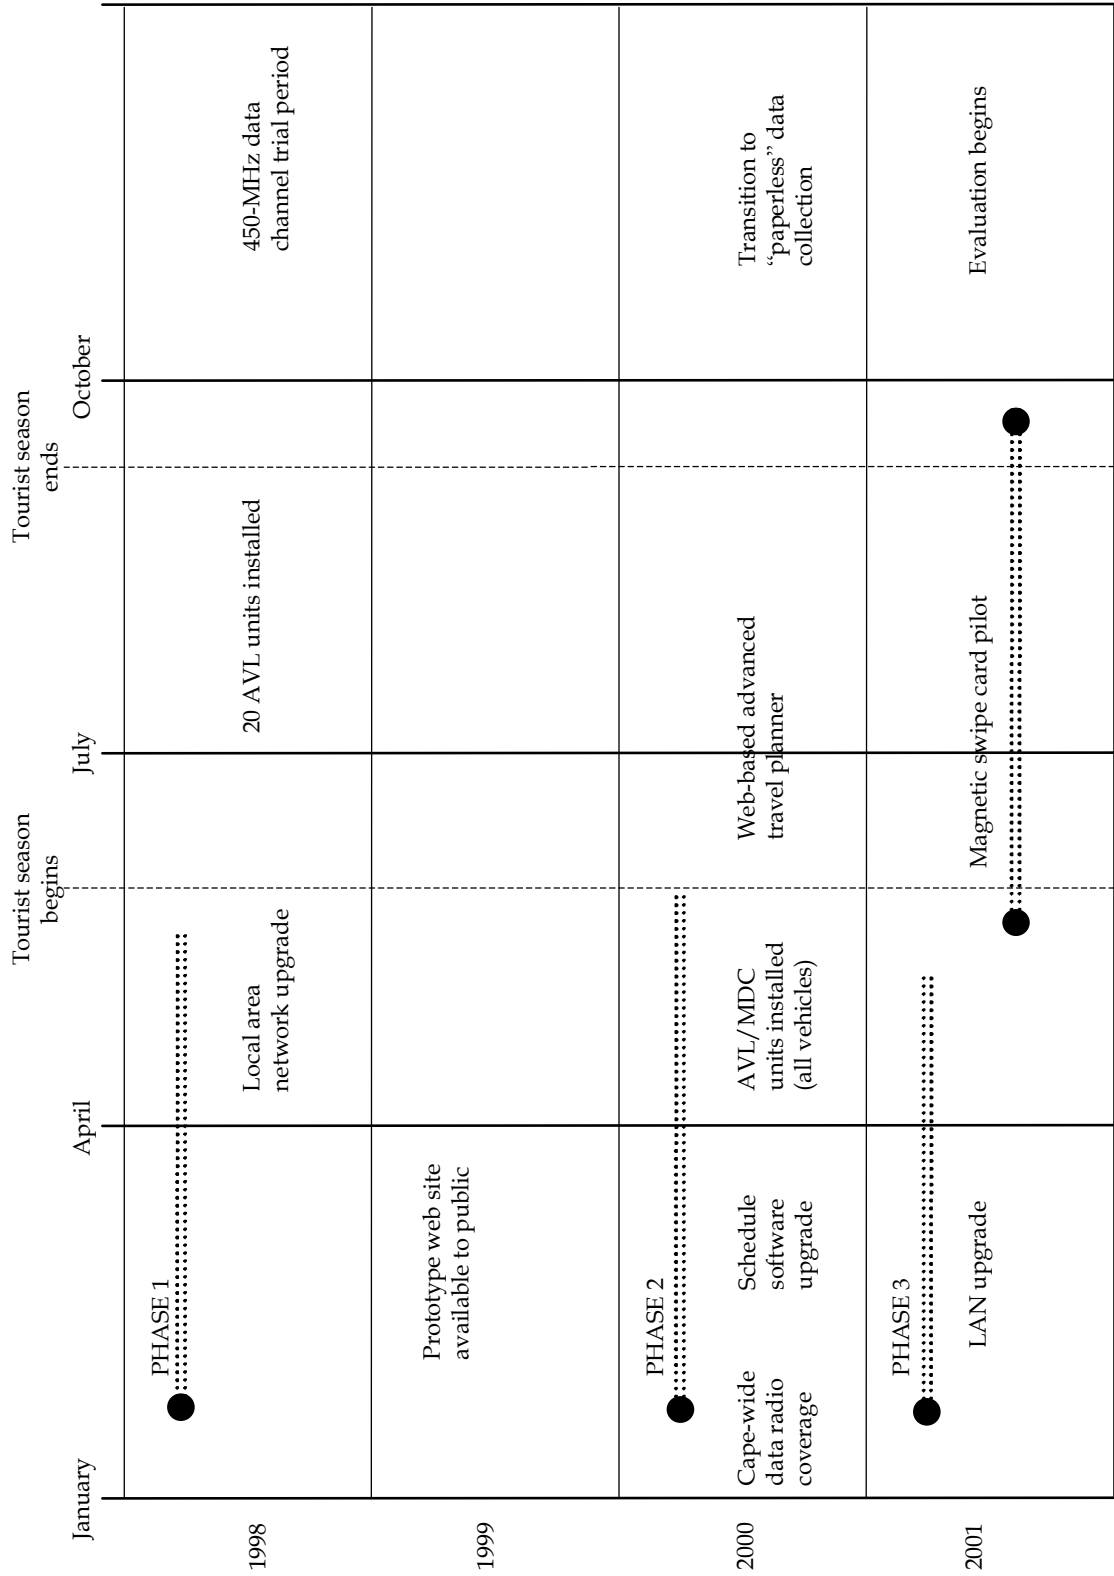 Tourist season
begins
Tourist season
ends
January
April
July
October
1998
PHASE 1
Local area
network upgrade
20 AVL units installed
450-MHz data
channel trial period
1999
Prototype web site
available to public
2000
PHASE 2
Cape-wide
data radio
coverage
Schedule
software
upgrade
AVL/MDC
units installed
(all vehicles)
Web-based advanced
travel planner
Transition to
“paperless” data
collection
2001
PHASE 3
LAN upgrade
Magnetic swipe card pilot
Evaluation begins